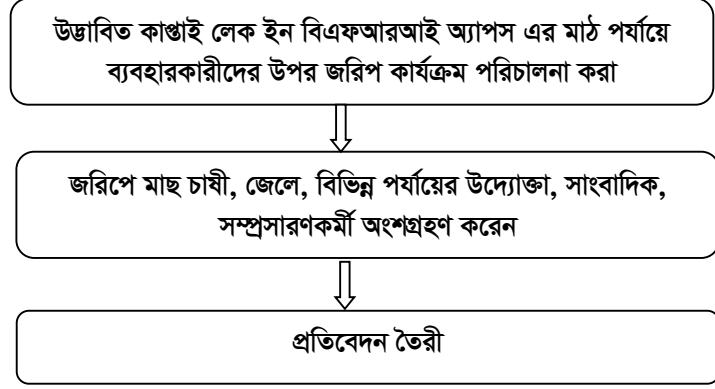 উদ্ভাবিত কাপ্তাই লেক ইন বিএফআরআই অ্যাপস এর মাঠ পর্যায়ে
ব্যবহারকারীদের উপর জরিপ কার্যক্রম পরিচালনা করা
জরিপে মাছ চাষী, জেলে, বিভিন্ন পর্যায়ের উদ্যোক্তা, সাংবাদিক,
সম্প্রসারণকর্মী অংশগ্রহণ করেন
প্রতিবেদন তৈরী